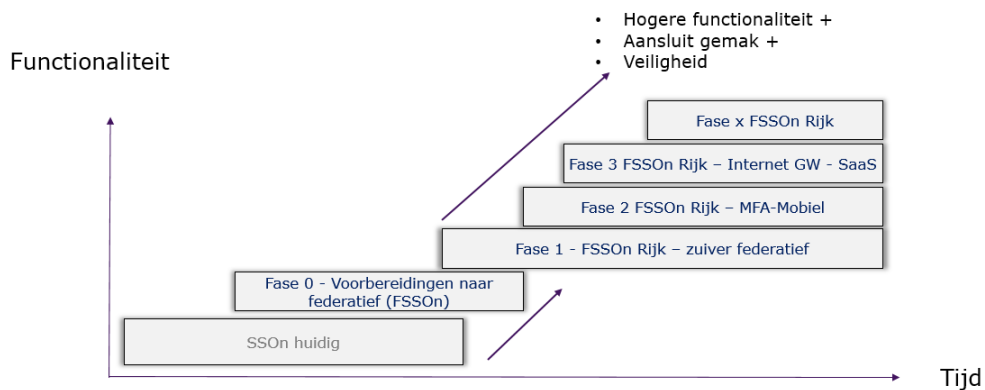 • Hogere functionaliteit +
• Aansluit gemak +
• Veiligheid
Functionaliteit
Fase x FSSOn Rijk
Fase 3 FSSOn Rijk – Internet GW - SaaS
Fase 2 FSSOn Rijk – MFA-Mobiel
Fase 1 - FSSOn Rijk – zuiver federatief
Fase 0 - Voorbereidingen naar
federatief (FSSOn)
SSOn huidig
Tijd